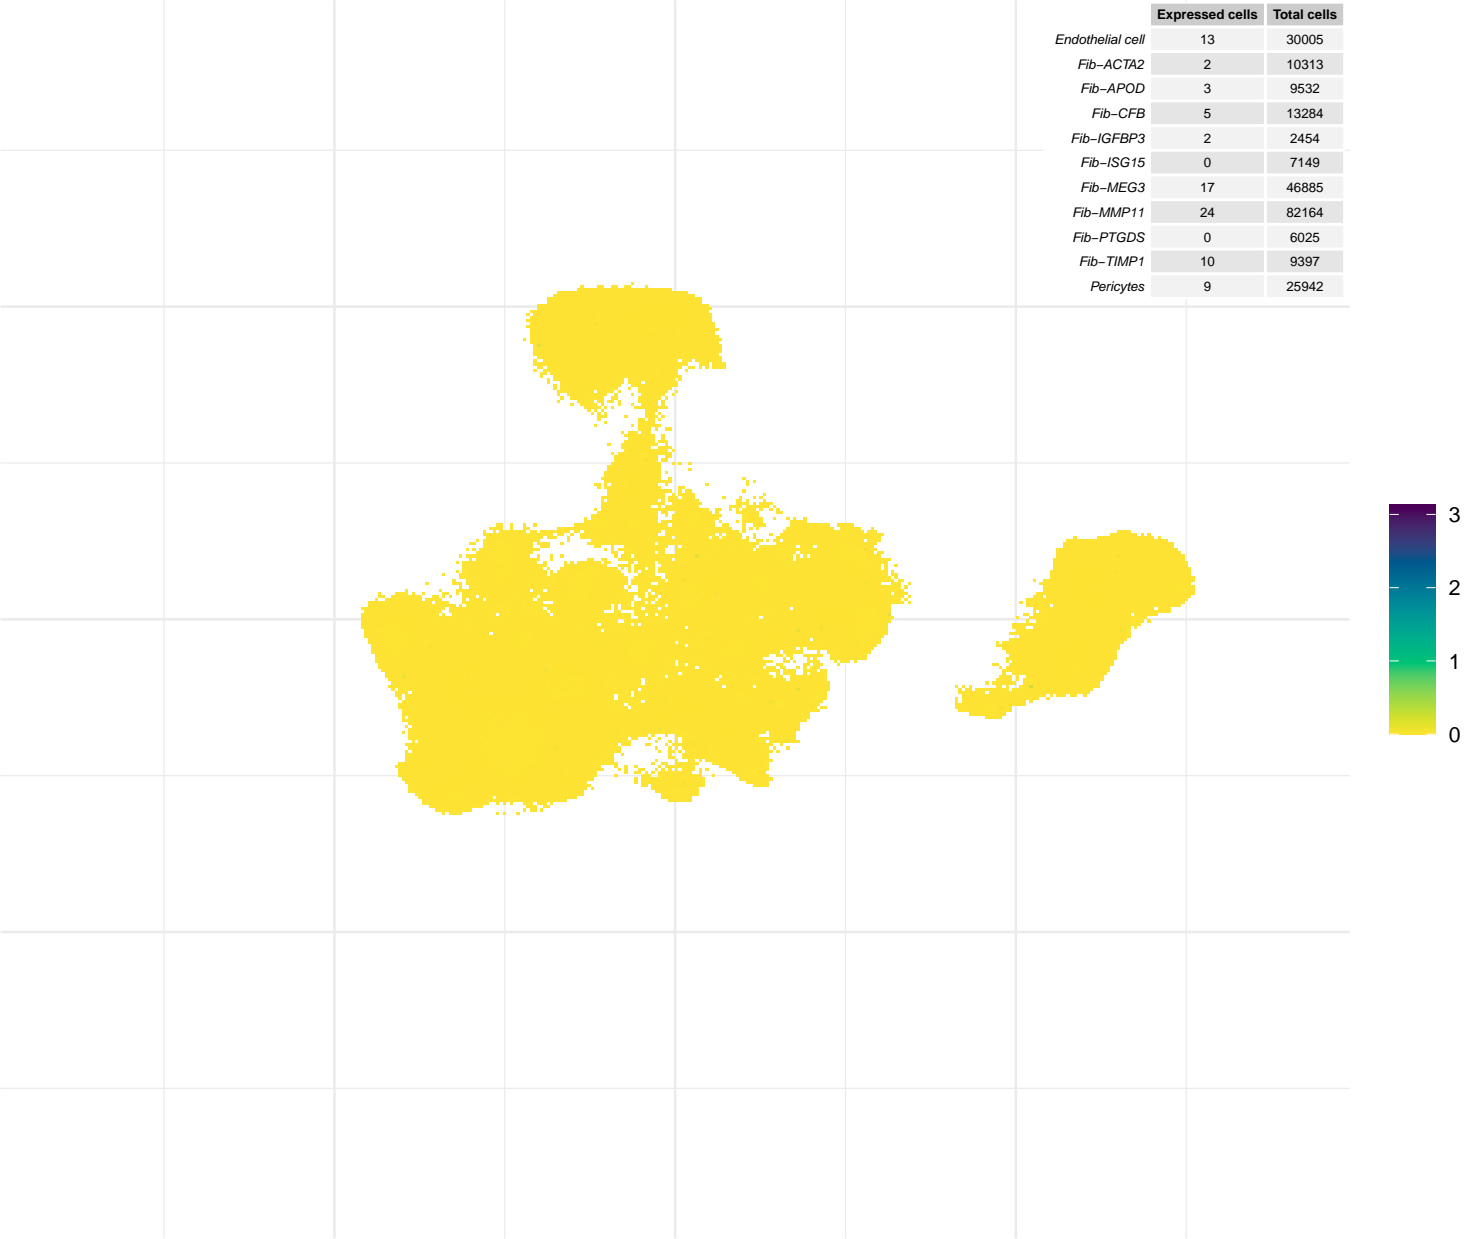 Expressed cells Total cells
Endothelial cell 13 30005
Fib−ACTA2 2 10313
Fib−APOD 3 9532
Fib−CFB 5 13284
Fib−IGFBP3 2 2454
Fib−ISG15 0 7149
Fib−MEG3 17 46885
Fib−MMP11 24 82164
Fib−PTGDS 0 6025
Fib−TIMP1 10 9397
Pericytes 9 25942
3
2
1
0